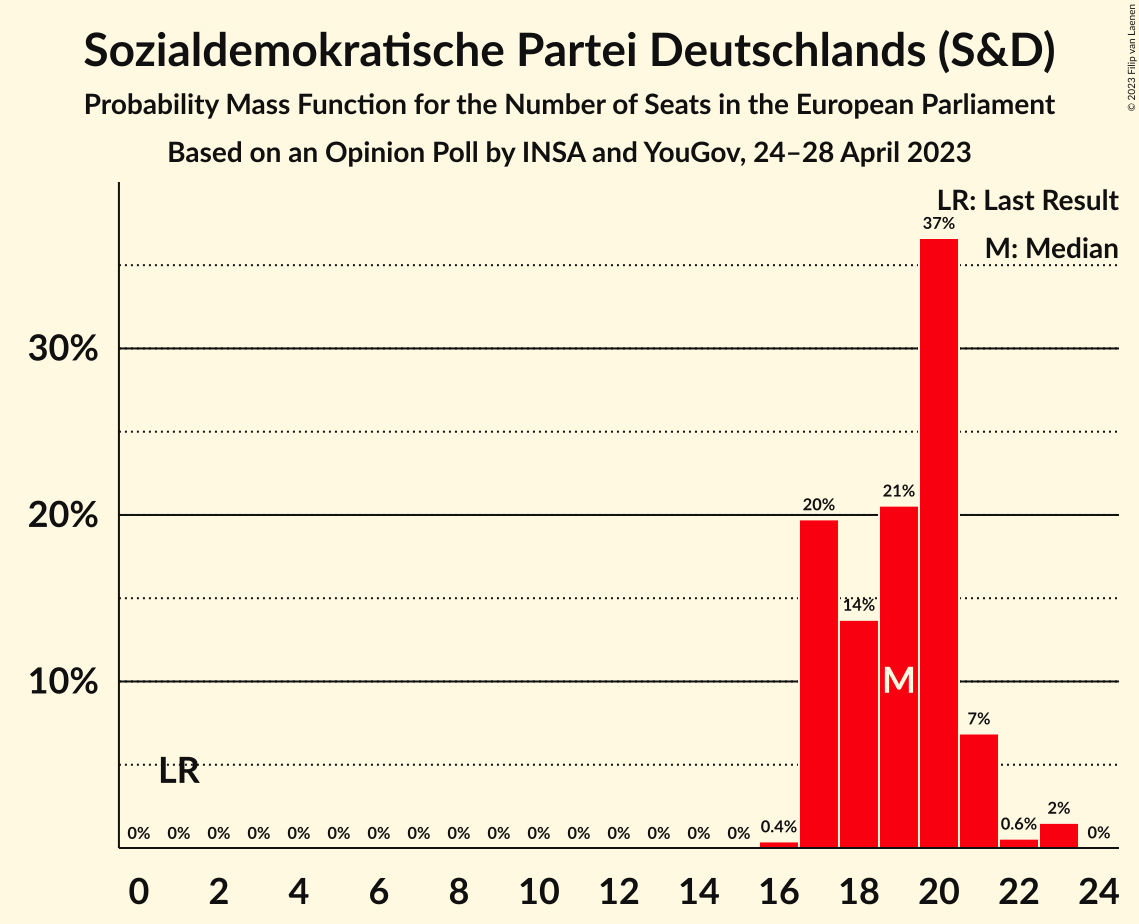 Sozialdemokratische Partei Deutschlands (S&D)
Probability Mass Function for the Number of Seats in the European Parliament
Based on an Opinion Poll by INSA and YouGov, 24–28 April 2023
© 2023 Filip van Laenen
LR: Last Result
37%
M: Median
30%
20%
20%
21%
14%
10%
M
7%
LR
0% 0% 0% 0% 0% 0% 0% 0% 0% 0% 0% 0% 0% 0% 0% 0% 0.4% 0.6% 2% 0%
0 2 4 6 8 10 12 14 16 18 20 22 24